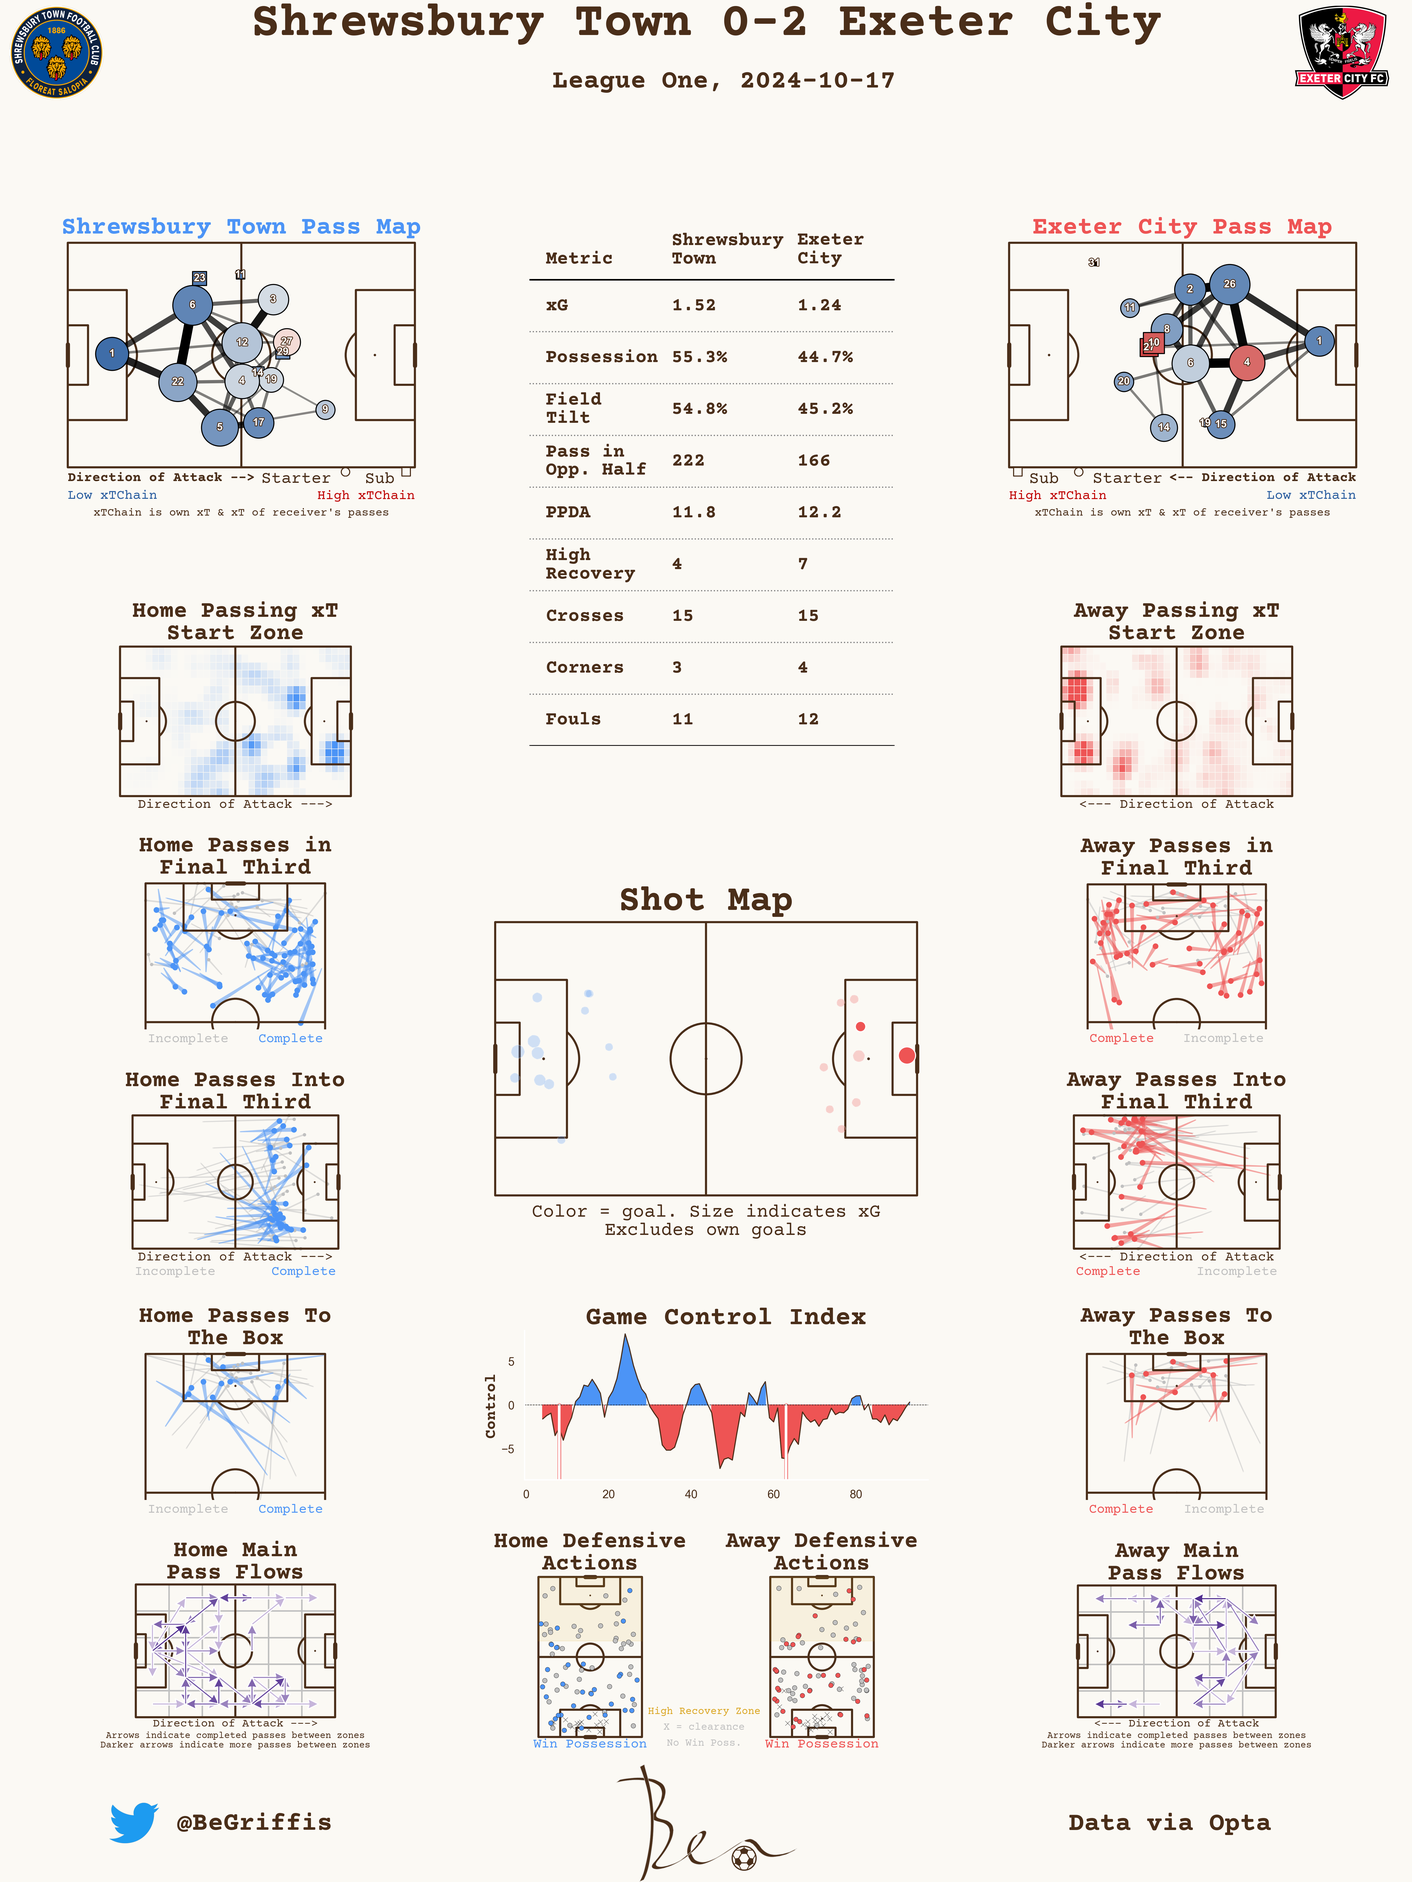 Shrewsbury Town 0-2 Exeter City
League One, 2024-10-17
SHREWSBURY TOWN FOOTBALL CLUB
1886
FLOREAT SALOPIA
EXETER CITY FC
Shrewsbury Town Pass Map
23
11
6
3
12
27
29
1
14
22
4
19
9
5
17
Direction of Attack --> Starter Sub
Low xTChain High xTChain
xTChain is own xT & xT of receiver's passes
Metric Shrewsbury Town Exeter City
xG 1.52 1.24
Possession 55.3% 44.7%
Field Tilt 54.8% 45.2%
Pass in Opp. Half 222 166
PPDA 11.8 12.2
High Recovery 4 7
Crosses 15 15
Corners 3 4
Fouls 11 12
Exeter City Pass Map
31
26
2
11
8
10
27
1
6
4
20
14
19
15
Sub Starter <-- Direction of Attack
High xTChain Low xTChain
xTChain is own xT & xT of receiver's passes
Home Passing xT
Start Zone
Direction of Attack --->
Away Passing xT
Start Zone
<--- Direction of Attack
Home Passes in
Final Third
Incomplete Complete
Away Passes in
Final Third
Complete Incomplete
Shot Map
Color = goal. Size indicates xG
Excludes own goals
Home Passes Into
Final Third
Direction of Attack --->
Incomplete Complete
Away Passes Into
Final Third
<--- Direction of Attack
Complete Incomplete
Home Passes To
The Box
Incomplete Complete
Game Control Index
Control
5
0
−5
0 20 40 60 80
Away Passes To
The Box
Complete Incomplete
Home Main
Pass Flows
Direction of Attack --->
Arrows indicate completed passes between zones
Darker arrows indicate more passes between zones
Home Defensive
Actions
Win Possession
High Recovery Zone
X = clearance
No Win Poss.
Away Defensive
Actions
Win Possession
Away Main
Pass Flows
<--- Direction of Attack
Arrows indicate completed passes between zones
Darker arrows indicate more passes between zones
@BeGriffis
Ben
Data via Opta